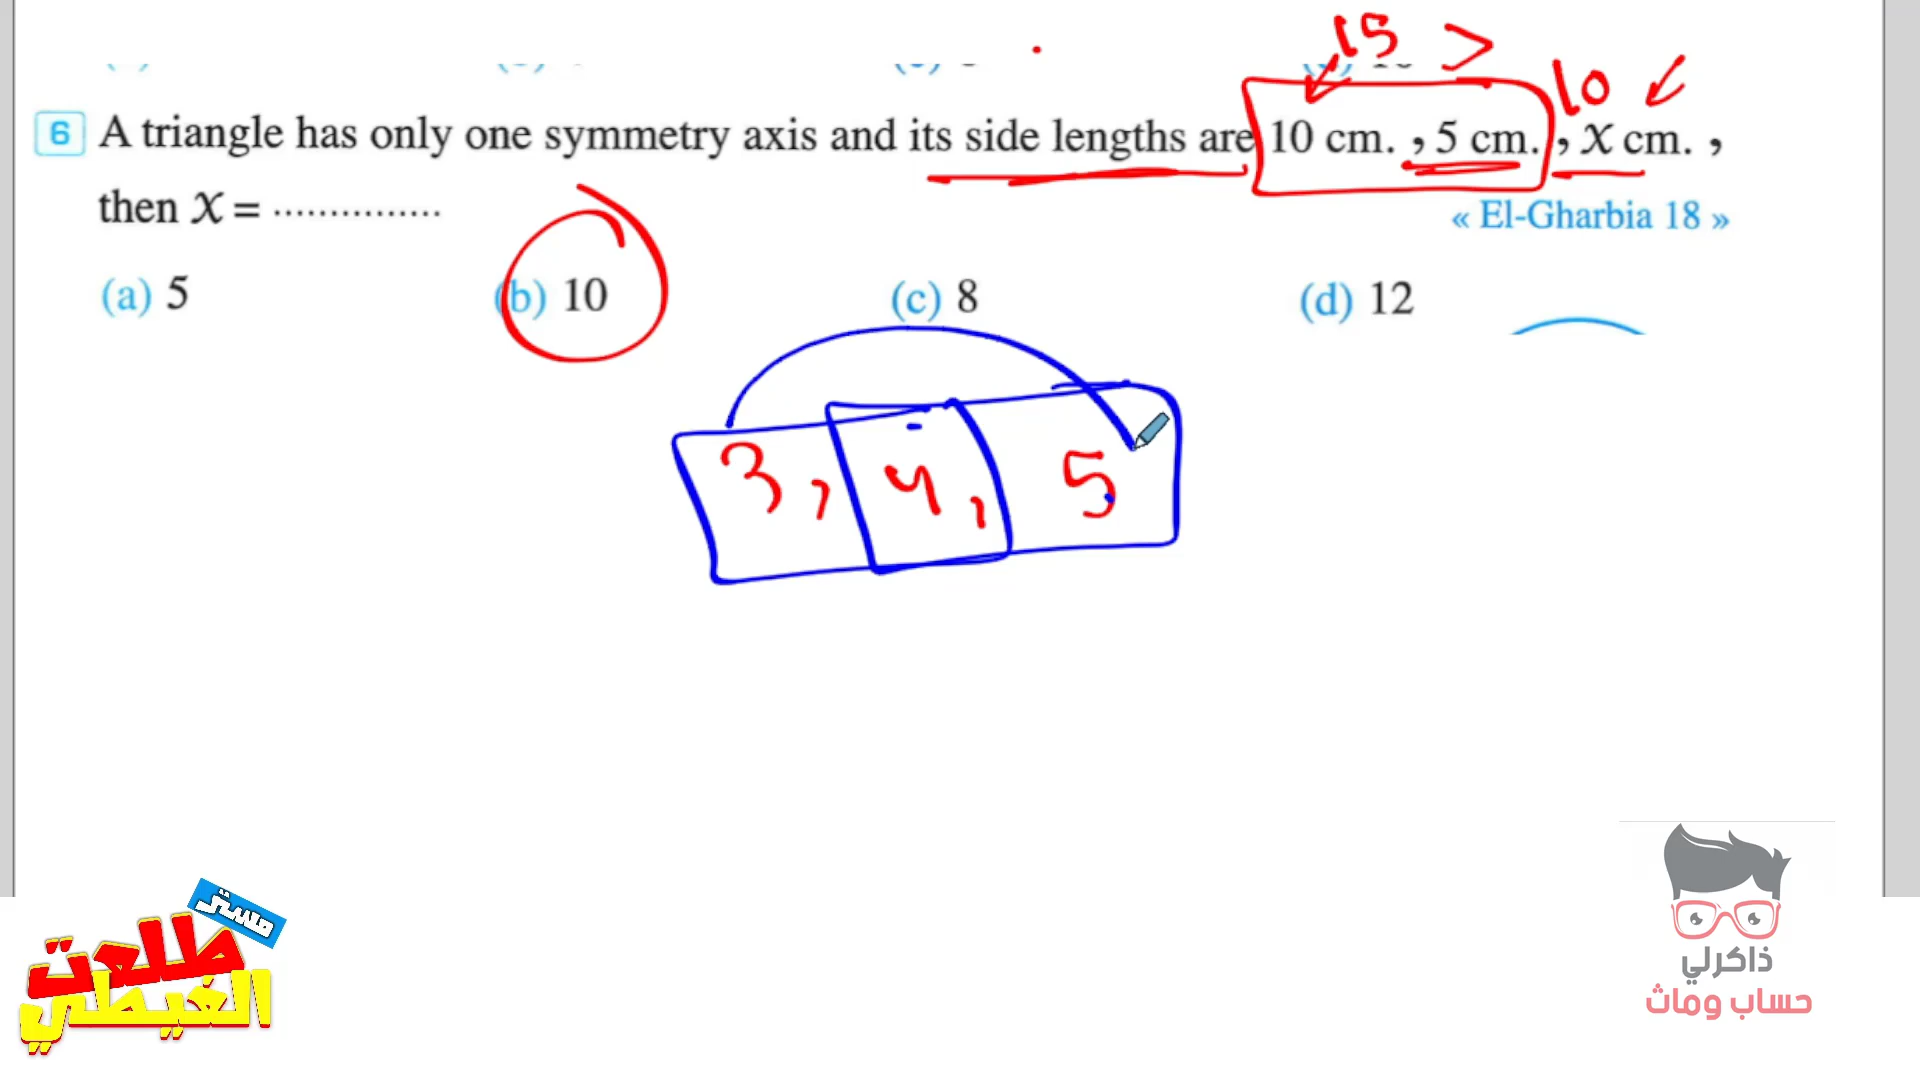 15 >
10
6 A triangle has only one symmetry axis and its side lengths are 10 cm. , 5 cm. , X cm. ,
then X = ...............
« El-Gharbia 18 »
(a) 5 (b) 10 (c) 8 (d) 12
3 , 4 , 5
مستر
طلعت
الغيطي
ذاكرلي
حساب وماث